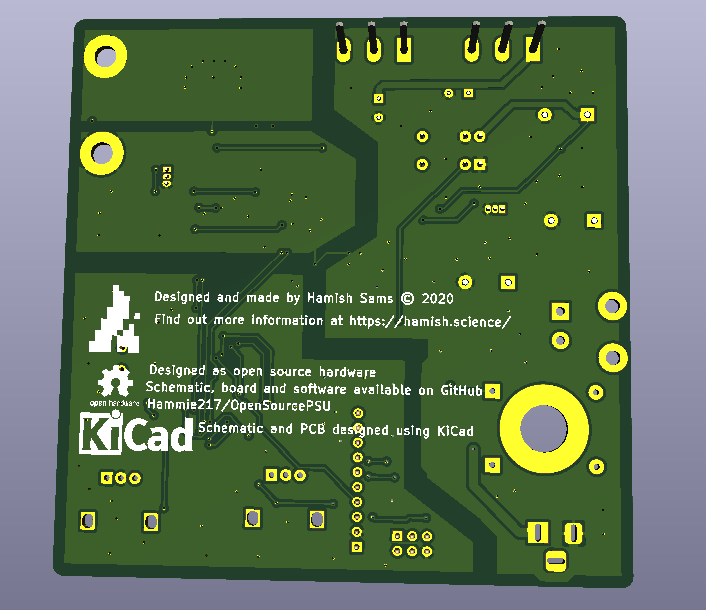 Designed and made by Hamish Sams © 2020
Find out more information at https://hamish.science/
Designed as open source hardware
Schematic, board and software available on GitHub
open hardware
Hammie217/OpenSourcePSU
KiCad
Schematic and PCB designed using KiCad